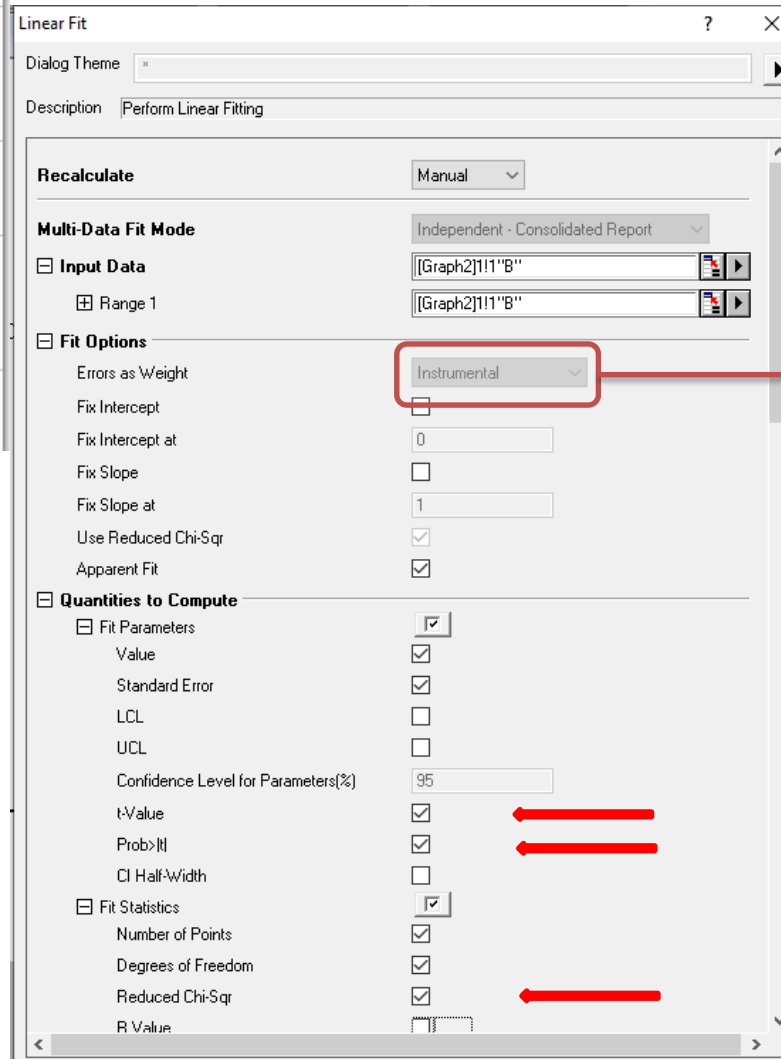 Linear Fit ? ×
Dialog Theme *
Description Perform Linear Fitting
Recalculate Manual
Multi-Data Fit Mode Independent - Consolidated Report
Input Data [Graph2]1!1"B"
Range 1 [Graph2]1!1"B"
Fit Options
Errors as Weight Instrumental
Fix Intercept
Fix Intercept at 0
Fix Slope
Fix Slope at 1
Use Reduced Chi-Sqr
Apparent Fit
Quantities to Compute
Fit Parameters
Value
Standard Error
LCL
UCL
Confidence Level for Parameters(%) 95
t-Value
Prob>|t|
CI Half-Width
Fit Statistics
Number of Points
Degrees of Freedom
Reduced Chi-Sqr
R Value